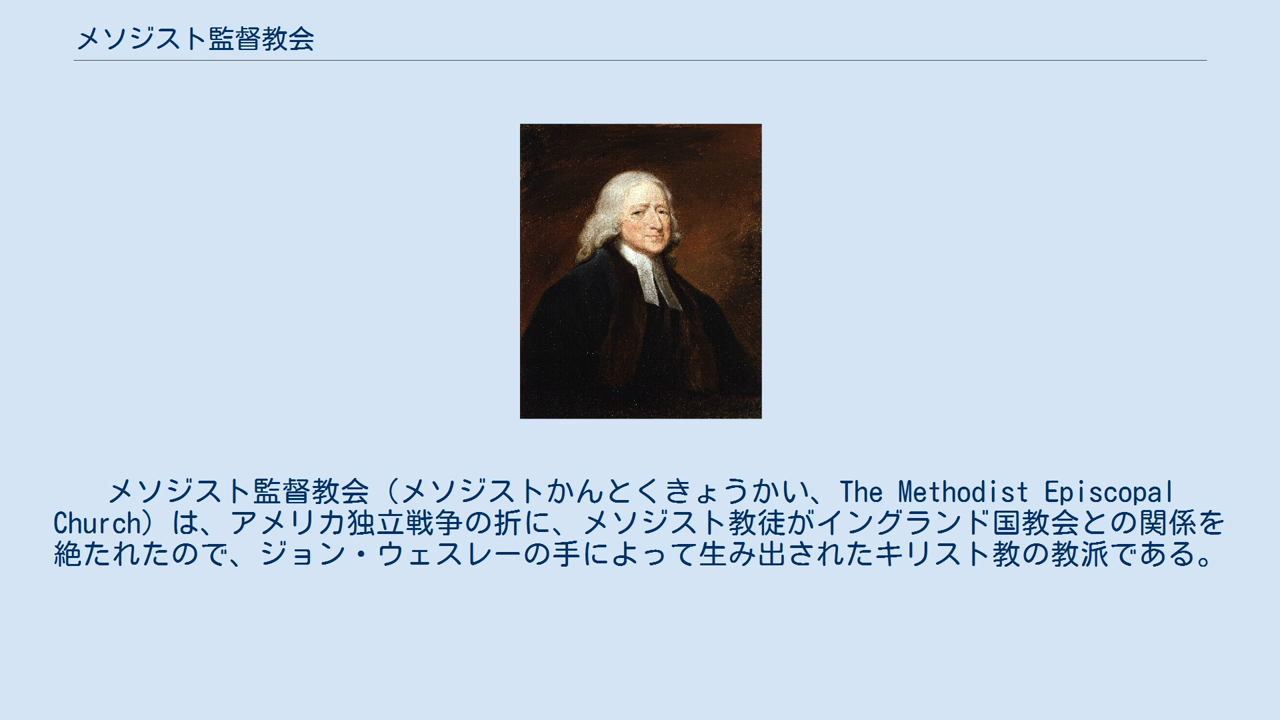 メソジスト監督教会
メソジスト監督教会（メソジストかんとくきょうかい、The Methodist Episcopal
Church）は、アメリカ独立戦争の折に、メソジスト教徒がイングランド国教会との関係を
絶たれたので、ジョン・ウェスレーの手によって生み出されたキリスト教の教派である。